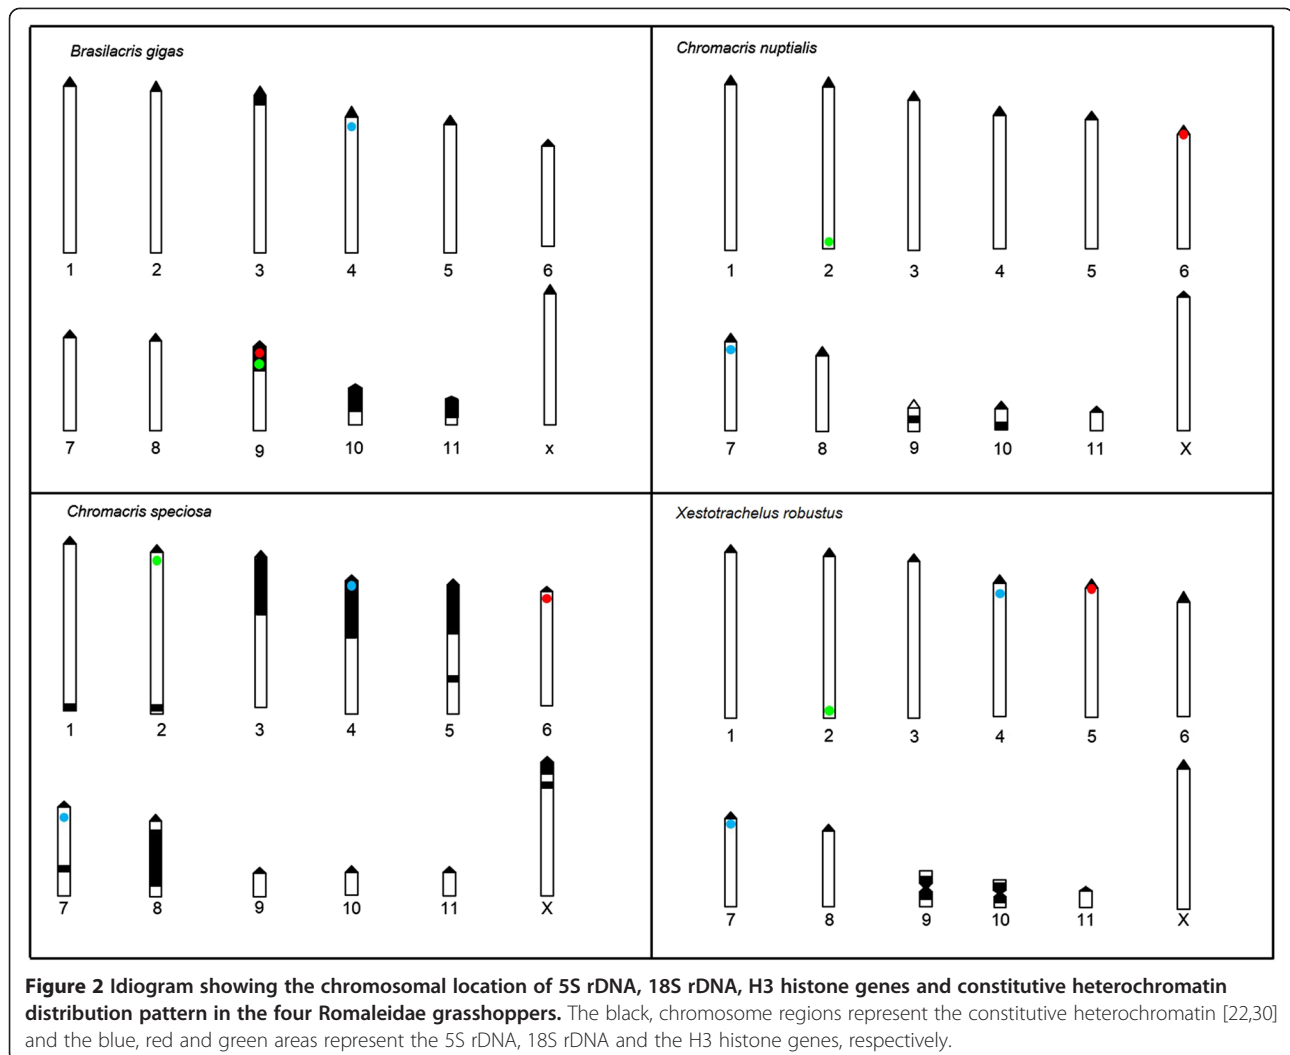 Brasilacris gigas
1 2 3 4 5 6
7 8 9 10 11 x
Chromacris nuptialis
1 2 3 4 5 6
7 8 9 10 11 X
Chromacris speciosa
1 2 3 4 5 6
7 8 9 10 11 X
Xestotrachelus robustus
1 2 3 4 5 6
7 8 9 10 11 X
Figure 2 Idiogram showing the chromosomal location of 5S rDNA, 18S rDNA, H3 histone genes and constitutive heterochromatin
distribution pattern in the four Romaleidae grasshoppers. The black, chromosome regions represent the constitutive heterochromatin [22,30]
and the blue, red and green areas represent the 5S rDNA, 18S rDNA and the H3 histone genes, respectively.